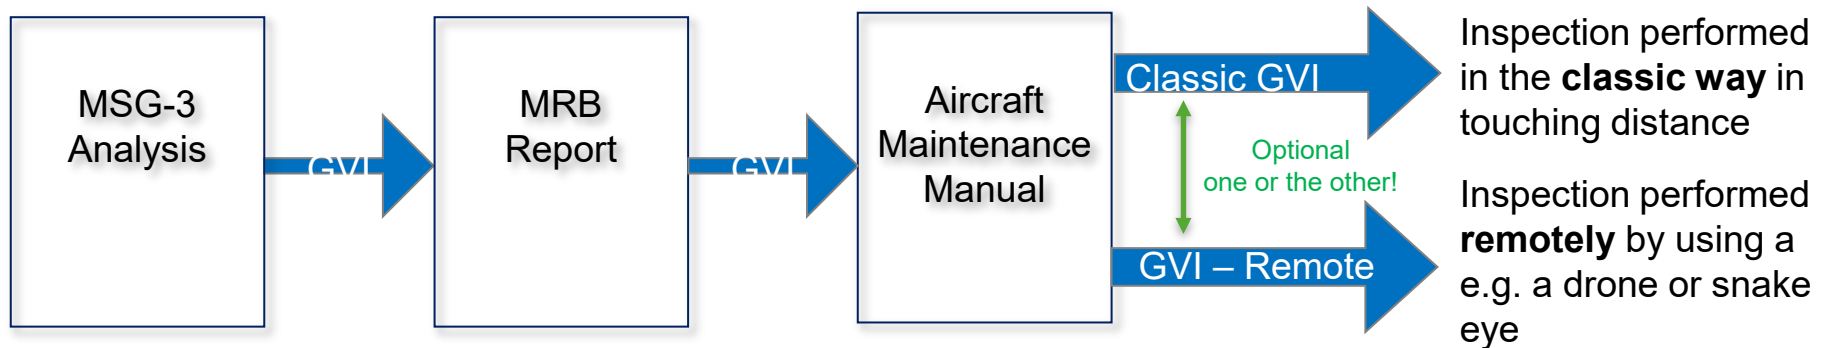 MSG-3
Analysis
GVI
MRB
Report
GVI
Aircraft
Maintenance
Manual
Classic GVI
Optional
one or the other!
GVI – Remote
Inspection performed
in the classic way in
touching distance
Inspection performed
remotely by using a
e.g. a drone or snake
eye